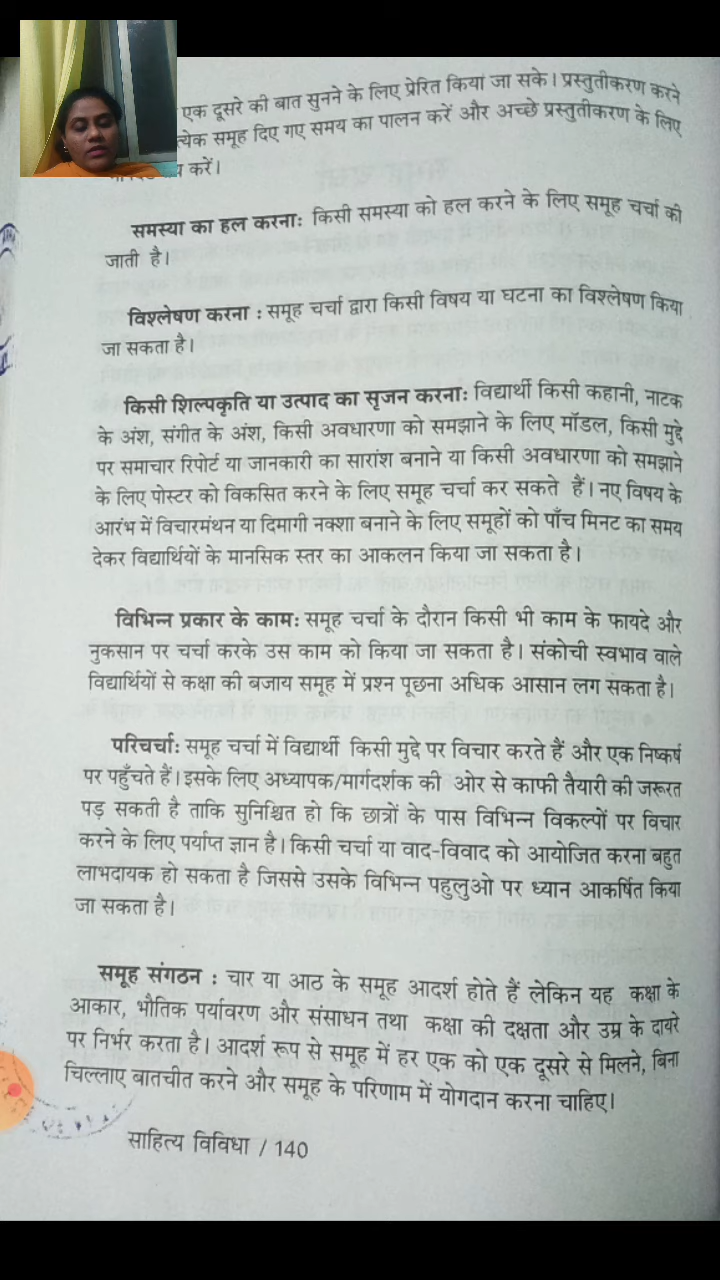 एक दूसरे की बात सुनने के लिए प्रेरित किया जा सके। प्रस्तुतीकरण करने
समूह दिए गए समय का पालन करें और अच्छे प्रस्तुतीकरण के लिए
करें।
समस्या का हल करनाः किसी समस्या को हल करने के लिए समूह चर्चा की
जाती है।
विश्लेषण करना : समूह चर्चा द्वारा किसी विषय या घटना का विश्लेषण किया
जा सकता है।
किसी शिल्पकृति या उत्पाद का सृजन करनाः विद्यार्थी किसी कहानी, नाटक
के अंश, संगीत के अंश, किसी अवधारणा को समझाने के लिए मॉडल, किसी मुद्दे
पर समाचार रिपोर्ट या जानकारी का सारांश बनाने या किसी अवधारणा को समझाने
के लिए पोस्टर को विकसित करने के लिए समूह चर्चा कर सकते हैं। नए विषय के
आरंभ में विचारमंथन या दिमागी नक्शा बनाने के लिए समूहों को पाँच मिनट का समय
देकर विद्यार्थियों के मानसिक स्तर का आकलन किया जा सकता है।
विभिन्न प्रकार के कामः समूह चर्चा के दौरान किसी भी काम के फायदे और
नुकसान पर चर्चा करके उस काम को किया जा सकता है। संकोची स्वभाव वाले
विद्यार्थियों से कक्षा की बजाय समूह में प्रश्न पूछना अधिक आसान लग सकता है।
परिचर्चाः समूह चर्चा में विद्यार्थी किसी मुद्दे पर विचार करते हैं और एक निष्कर्ष
पर पहुँचते हैं। इसके लिए अध्यापक/मार्गदर्शक की ओर से काफी तैयारी की जरूरत
पड़ सकती है ताकि सुनिश्चित हो कि छात्रों के पास विभिन्न विकल्पों पर विचार
करने के लिए पर्याप्त ज्ञान है। किसी चर्चा या वाद-विवाद को आयोजित करना बहुत
लाभदायक हो सकता है जिससे उसके विभिन्न पहुलुओ पर ध्यान आकर्षित किया
जा सकता है।
समूह संगठन : चार या आठ के समूह आदर्श होते हैं लेकिन यह कक्षा के
आकार, भौतिक पर्यावरण और संसाधन तथा कक्षा की दक्षता और उम्र के दायरे
पर निर्भर करता है। आदर्श रूप से समूह में हर एक को एक दूसरे से मिलने, बिना
चिल्लाए बातचीत करने और समूह के परिणाम में योगदान करना चाहिए।
साहित्य विविधा / 140